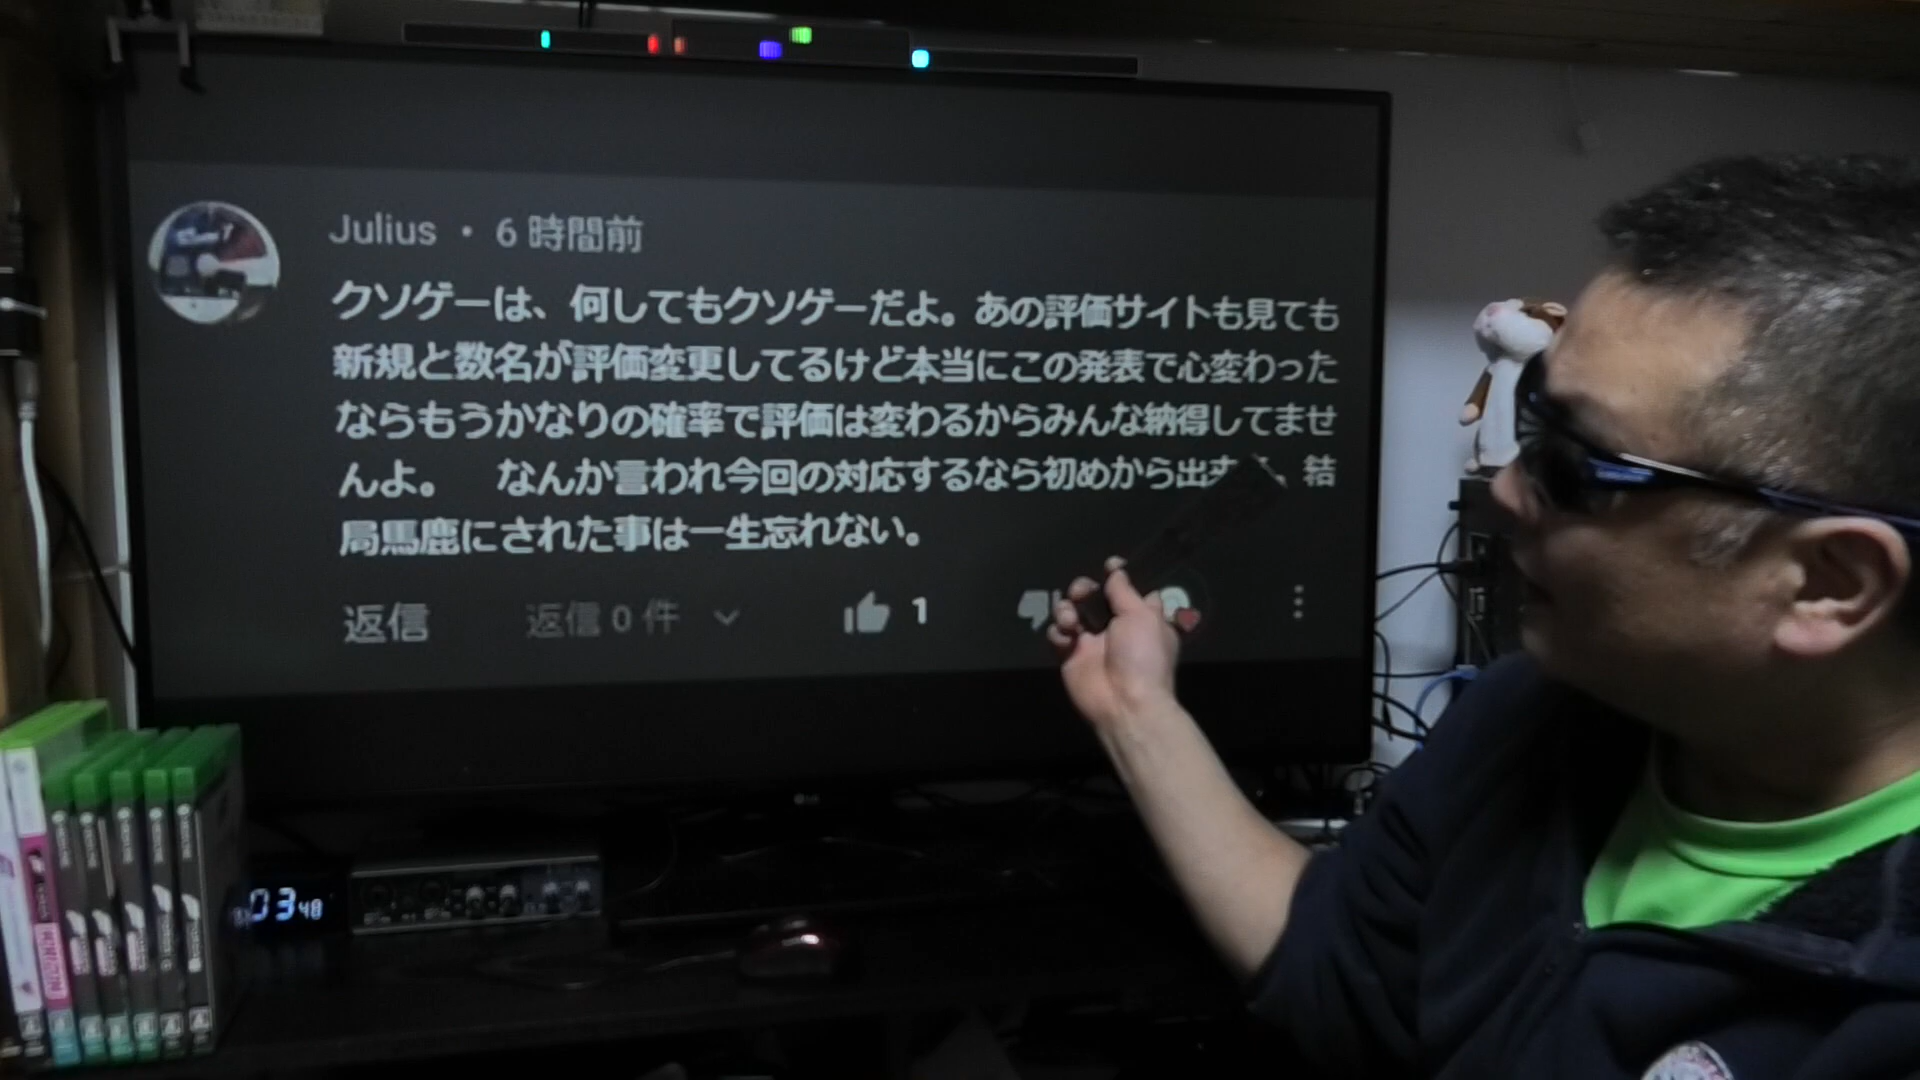 Julius・6 時間前
クソゲーは、何してもクソゲーだよ。あの評価サイトも見ても
新規と数名が評価変更してるけど本当にこの発表で心変わった
ならもうかなりの確率で評価は変わるからみんな納得してませ
んよ。　なんか言われ今回の対応するなら初めから出来 、結
局馬鹿にされた事は一生忘れない。
返信 返信 0 件 1
03 48
LG